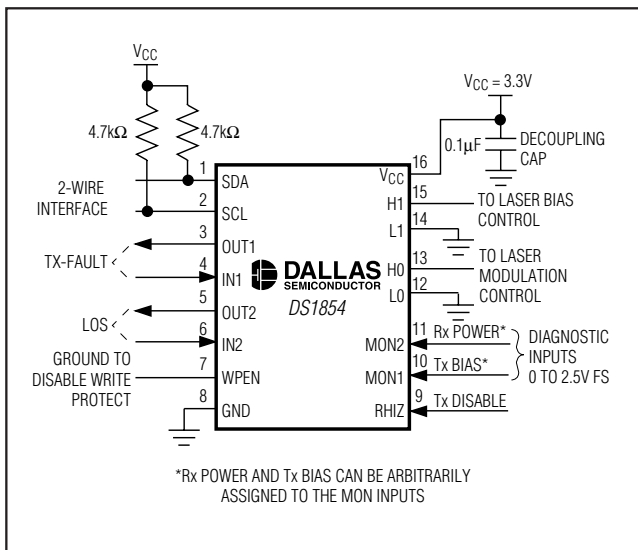 VCC
VCC = 3.3V
4.7kΩ
4.7kΩ
0.1µF
DECOUPLING
CAP
2-WIRE
INTERFACE
1
SDA
2
SCL
3
OUT1
TX-FAULT
4
IN1
5
OUT2
LOS
6
IN2
GROUND TO
DISABLE WRITE
PROTECT
7
WPEN
8
GND
DALLAS
SEMICONDUCTOR
DS1854
16
VCC
15
H1
TO LASER BIAS
CONTROL
14
L1
13
H0
TO LASER
MODULATION
CONTROL
12
L0
11
MON2
Rx POWER*
10
MON1
Tx BIAS*
DIAGNOSTIC
INPUTS
0 TO 2.5V FS
9
RHIZ
Tx DISABLE
*Rx POWER AND Tx BIAS CAN BE ARBITRARILY
ASSIGNED TO THE MON INPUTS